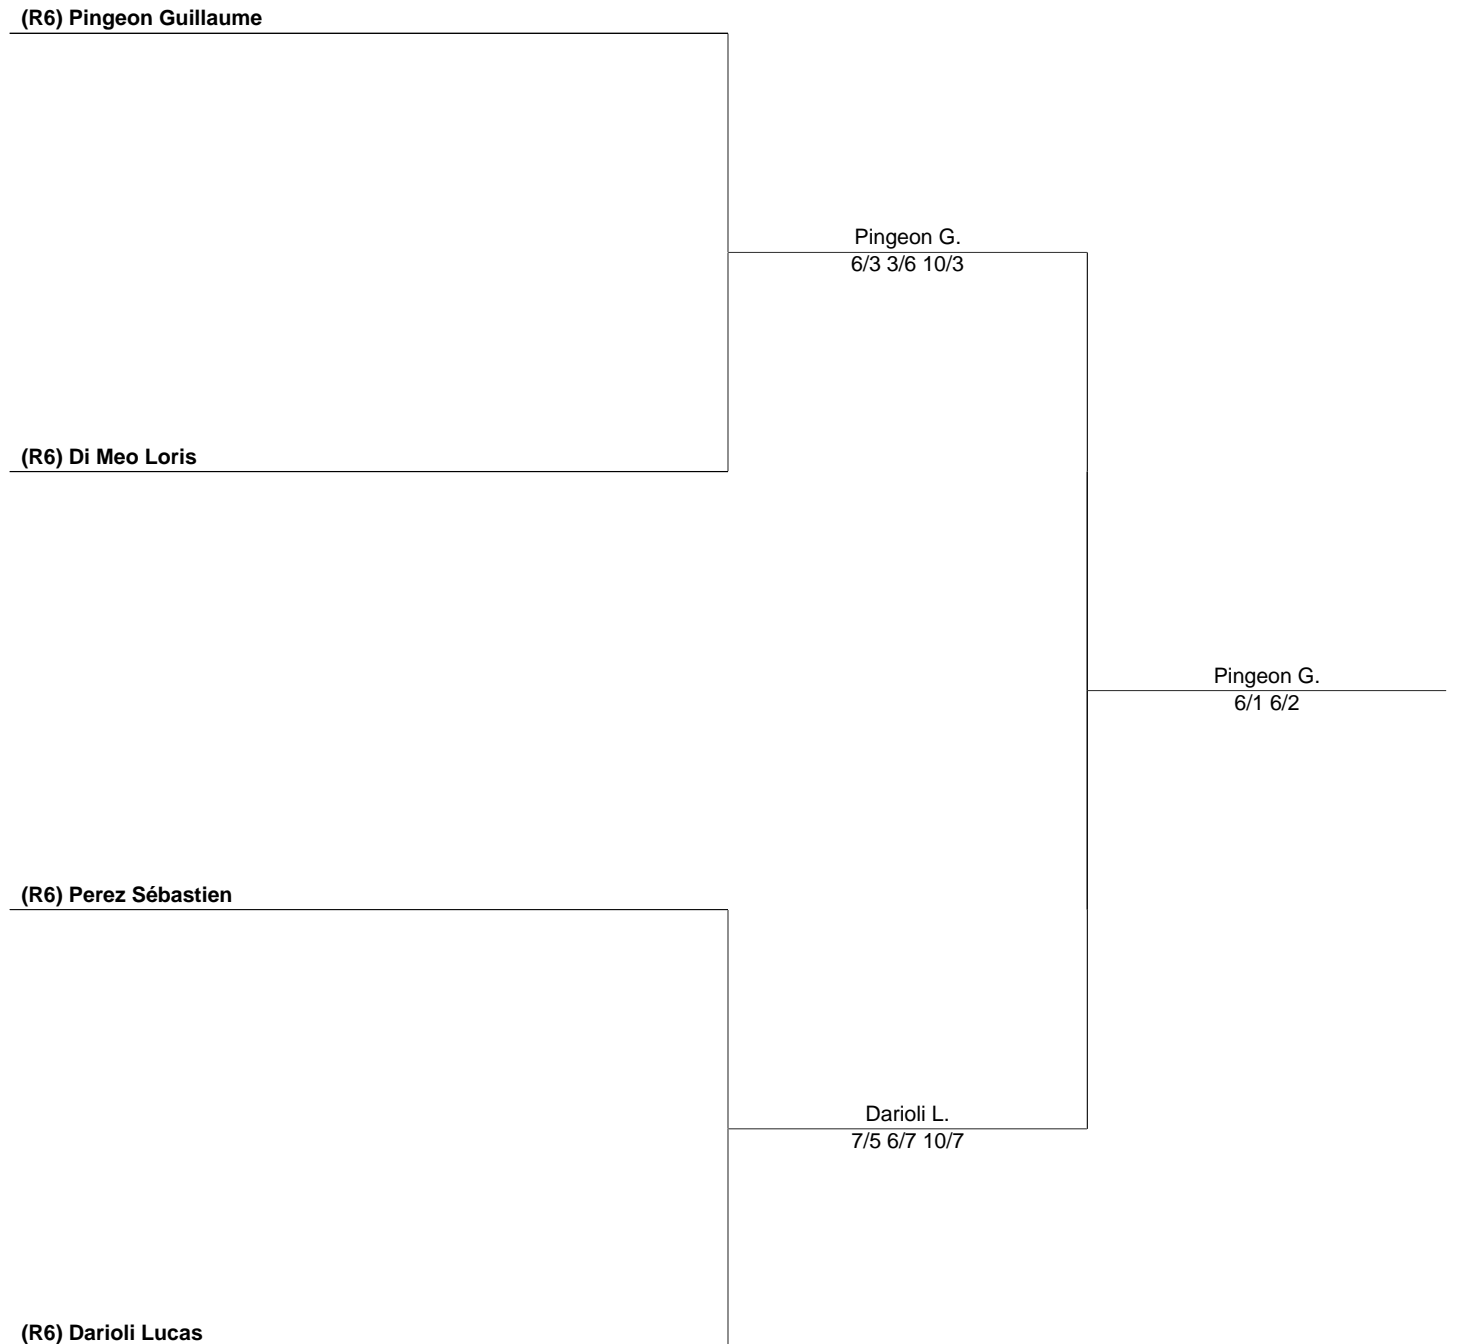 (R6) Pingeon Guillaume
Pingeon G.
6/3 3/6 10/3
(R6) Di Meo Loris
Pingeon G.
6/1 6/2
(R6) Perez Sébastien
Darioli L.
7/5 6/7 10/7
(R6) Darioli Lucas